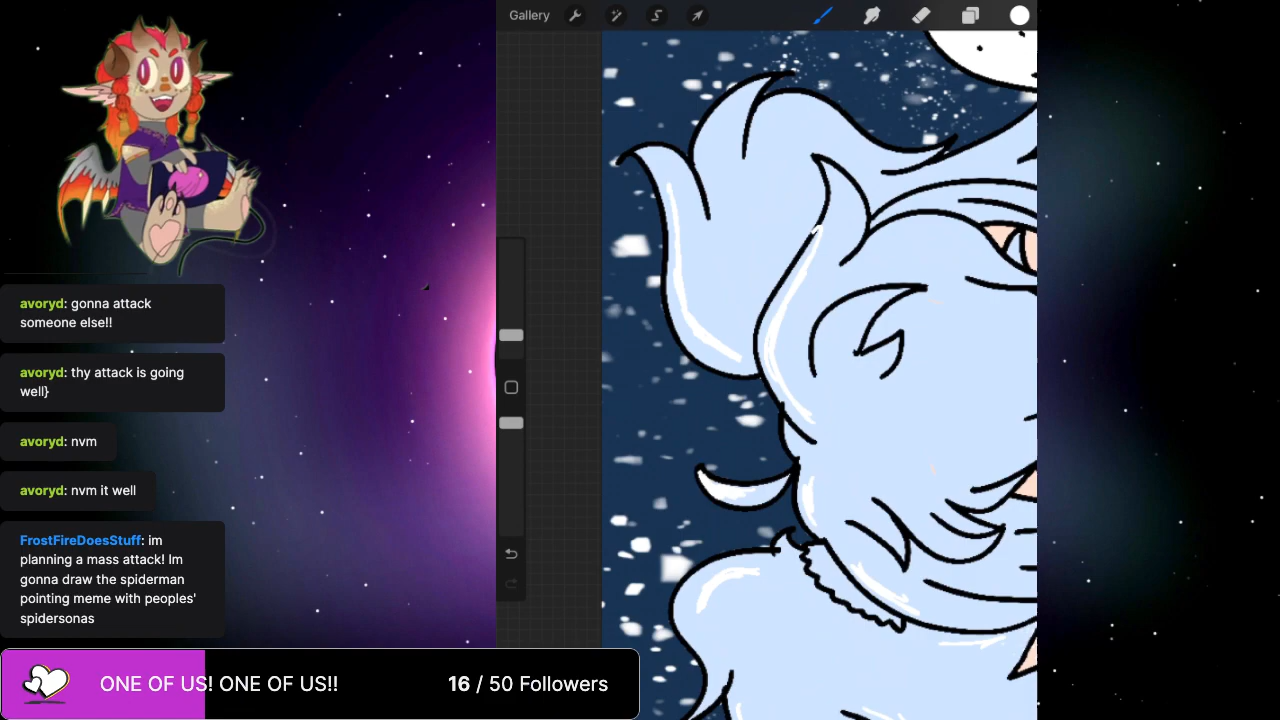 Gallery
avoryd: gonna attack
someone else!!
avoryd: thy attack is going
well}
avoryd: nvm
avoryd: nvm it well
FrostFireDoesStuff: im
planning a mass attack! Im
gonna draw the spiderman
pointing meme with peoples'
spidersonas
ONE OF US! ONE OF US!!
16 / 50 Followers